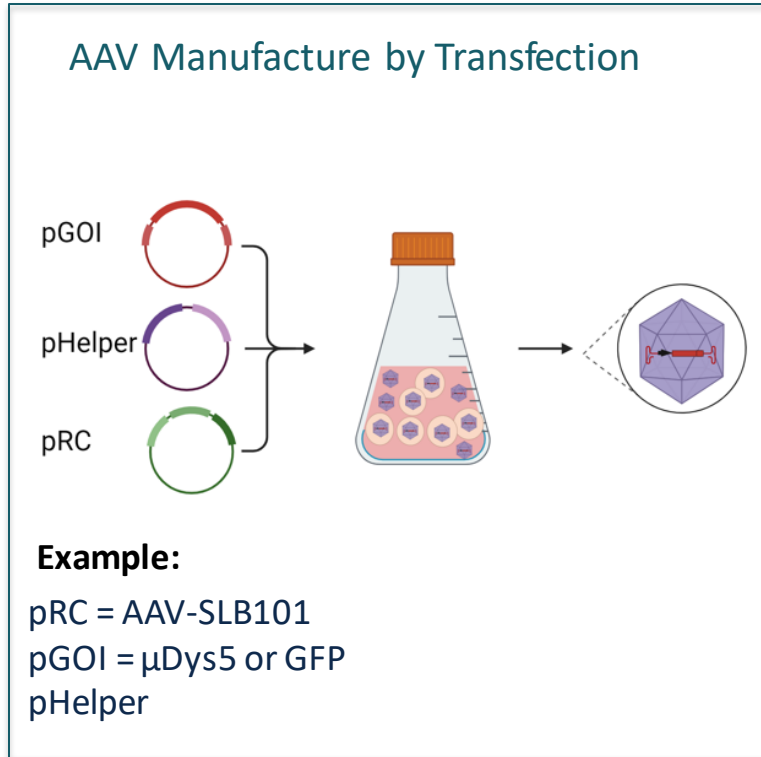 AAV Manufacture by Transfection
pGOI
pHelper
pRC
Example:
pRC = AAV-SLB101
pGOI = µDys5 or GFP
pHelper